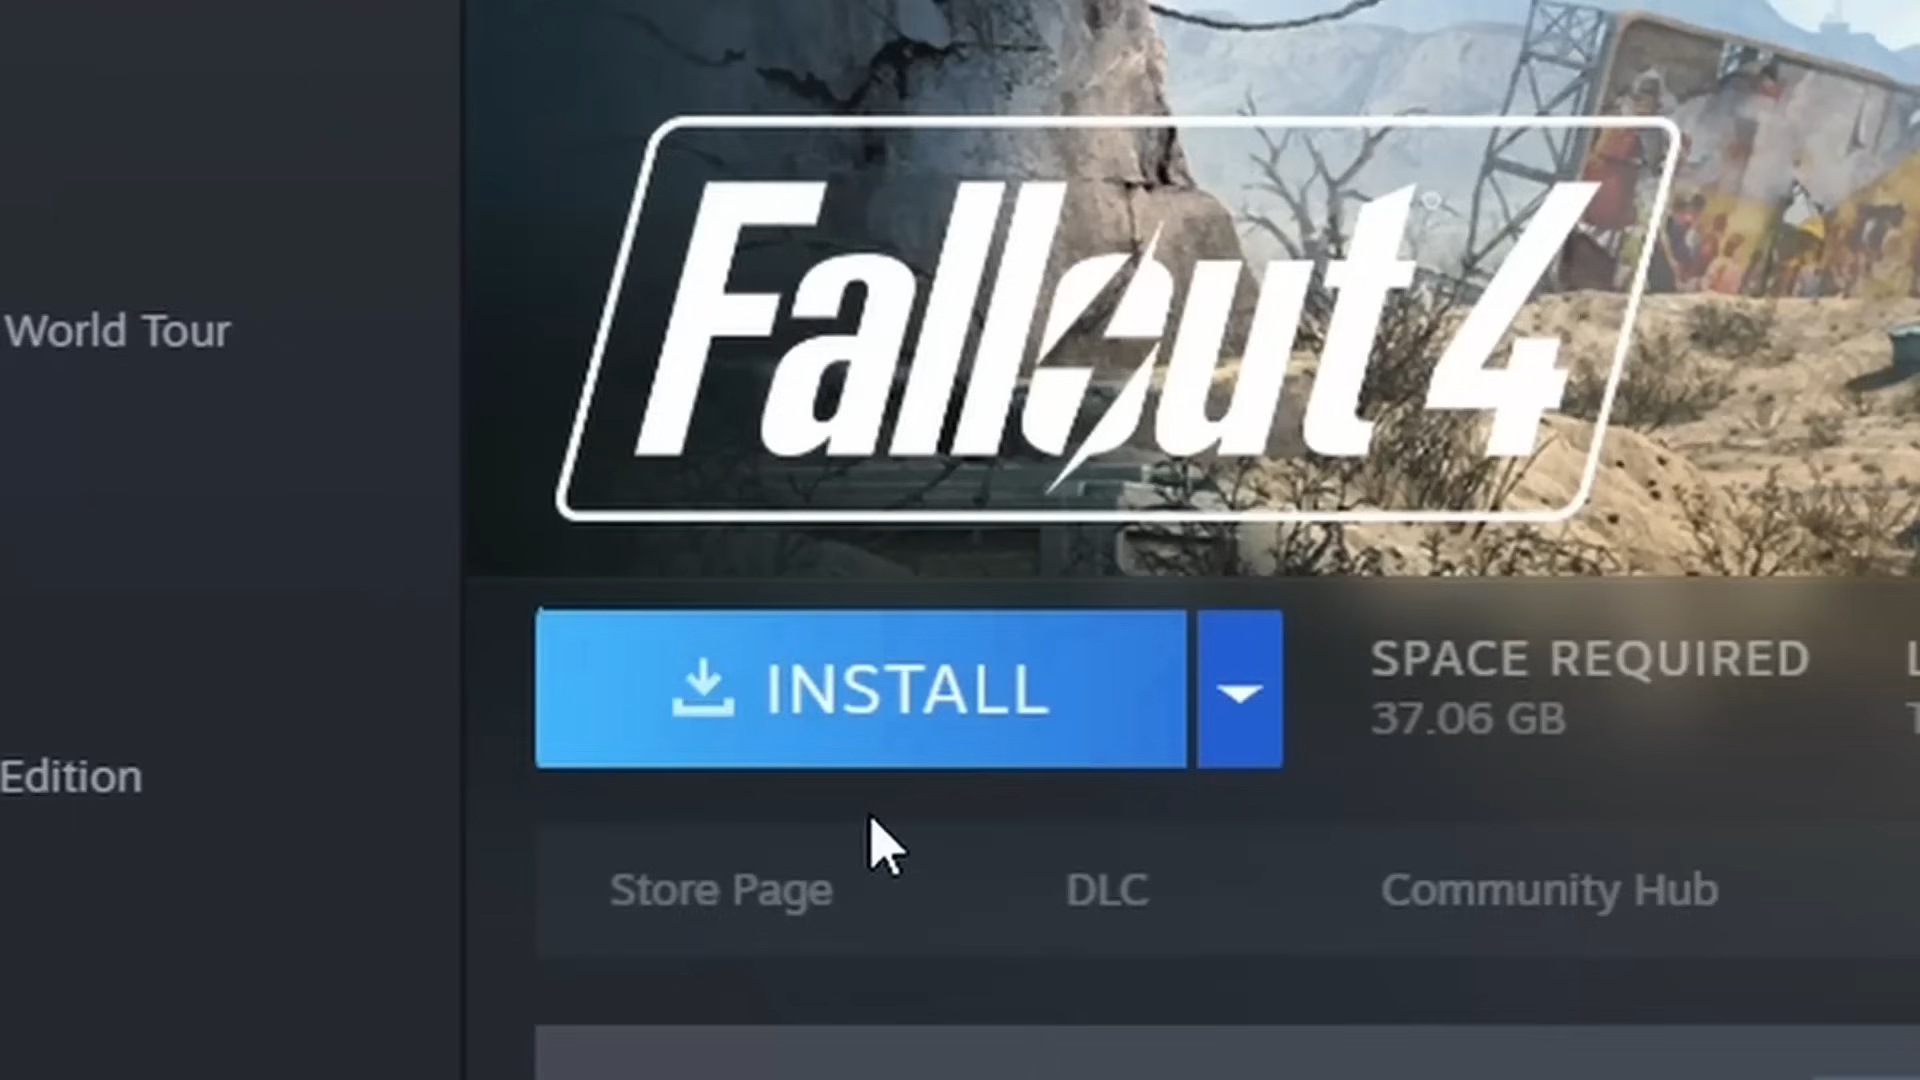 World Tour
Edition
Fallout 4
INSTALL
SPACE REQUIRED
37.06 GB
Store Page
DLC
Community Hub